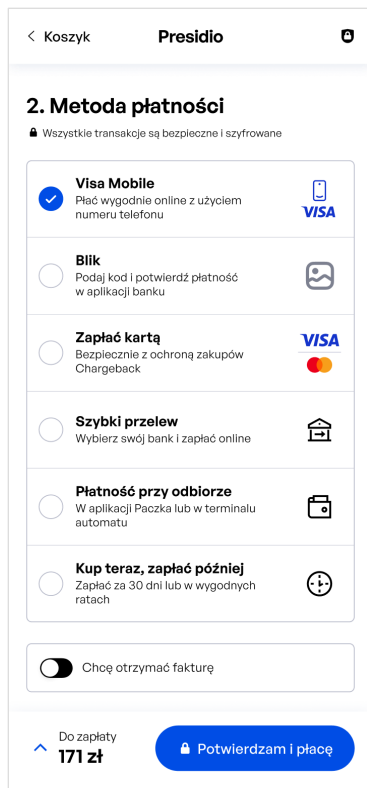 Koszyk
Presidio
2. Metoda płatności
Wszystkie transakcje są bezpieczne i szyfrowane
Visa Mobile
Płać wygodnie online z użyciem
numeru telefonu
VISA
Blik
Podaj kod i potwierdź płatność
w aplikacji banku
Zapłać kartą
Bezpiecznie z ochroną zakupów
Chargeback
VISA
Szybki przelew
Wybierz swój bank i zapłać online
Płatność przy odbiorze
W aplikacji Paczka lub w terminalu
automatu
Kup teraz, zapłać później
Zapłać za 30 dni lub w wygodnych
ratach
Chcę otrzymać fakturę
Do zapłaty
171 zł
Potwierdzam i płacę